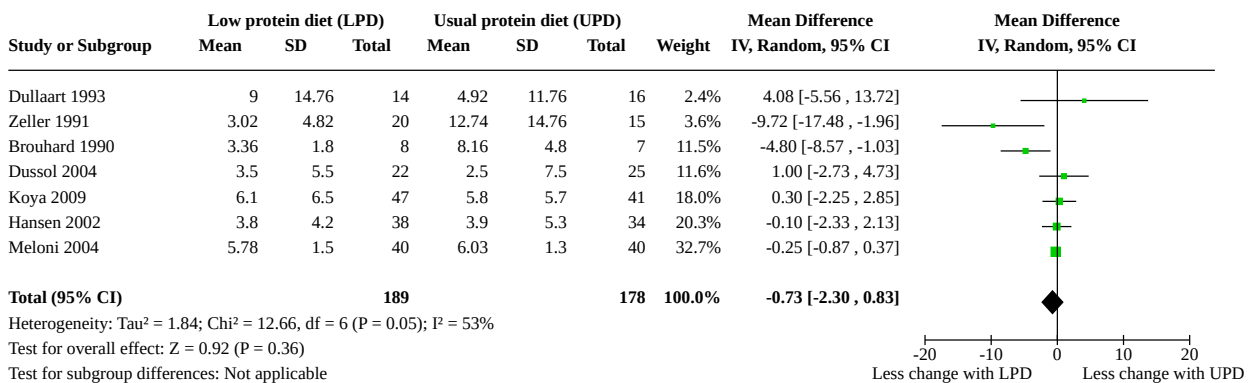 Low protein diet (LPD) Usual protein diet (UPD) Mean Difference Mean Difference
Study or Subgroup Mean SD Total Mean SD Total Weight IV, Random, 95% CI IV, Random, 95% CI
Dullaart 1993 9 14.76 14 4.92 11.76 16 2.4% 4.08 [-5.56 , 13.72]
Zeller 1991 3.02 4.82 20 12.74 14.76 15 3.6% -9.72 [-17.48 , -1.96]
Brouhard 1990 3.36 1.8 8 8.16 4.8 7 11.5% -4.80 [-8.57 , -1.03]
Dussol 2004 3.5 5.5 22 2.5 7.5 25 11.6% 1.00 [-2.73 , 4.73]
Koya 2009 6.1 6.5 47 5.8 5.7 41 18.0% 0.30 [-2.25 , 2.85]
Hansen 2002 3.8 4.2 38 3.9 5.3 34 20.3% -0.10 [-2.33 , 2.13]
Meloni 2004 5.78 1.5 40 6.03 1.3 40 32.7% -0.25 [-0.87 , 0.37]
Total (95% CI) 189 178 100.0% -0.73 [-2.30 , 0.83]
Heterogeneity: Tau² = 1.84; Chi² = 12.66, df = 6 (P = 0.05); I² = 53%
Test for overall effect: Z = 0.92 (P = 0.36)
-20 -10 0 10 20
Test for subgroup differences: Not applicable
Less change with LPD Less change with UPD